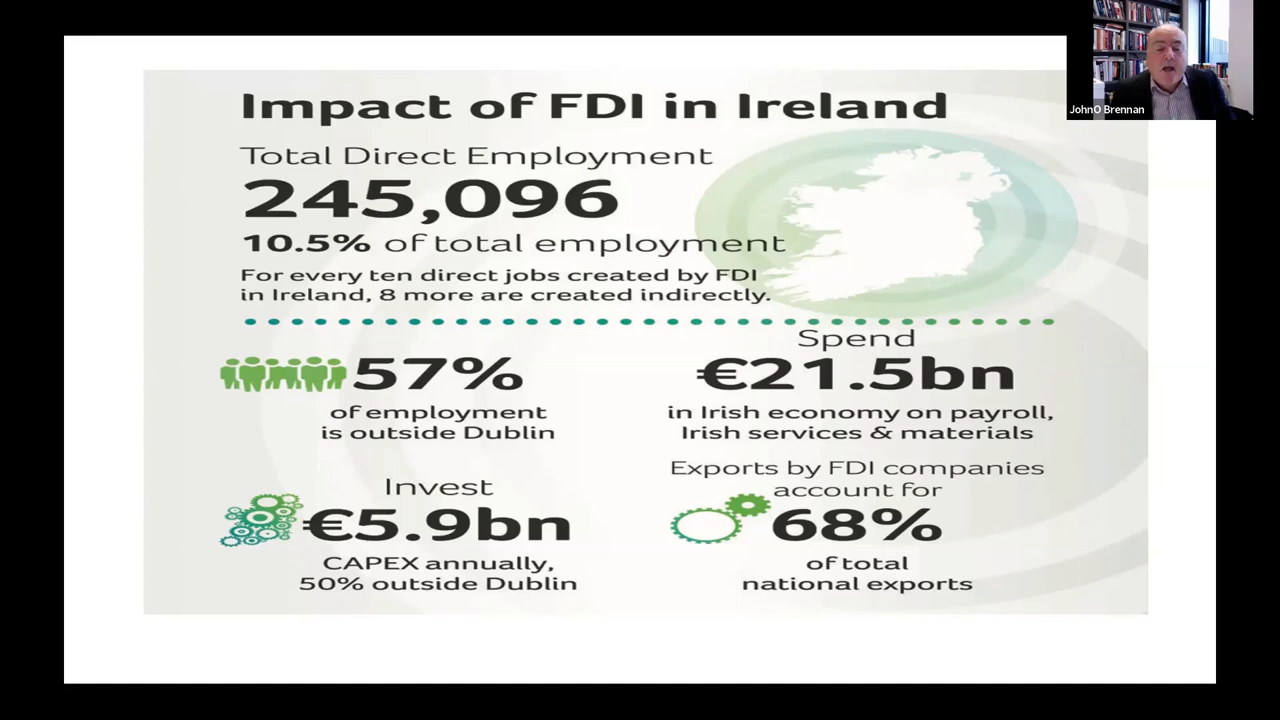 JohnO Brennan
Impact of FDI in Ireland
Total Direct Employment
245,096
10.5% of total employment
For every ten direct jobs created by FDI
in Ireland, 8 more are created indirectly.
57%
of employment
is outside Dublin
Spend
€21.5bn
in Irish economy on payroll,
Irish services & materials
Invest
€5.9bn
CAPEX annually,
50% outside Dublin
Exports by FDI companies
account for
68%
of total
national exports